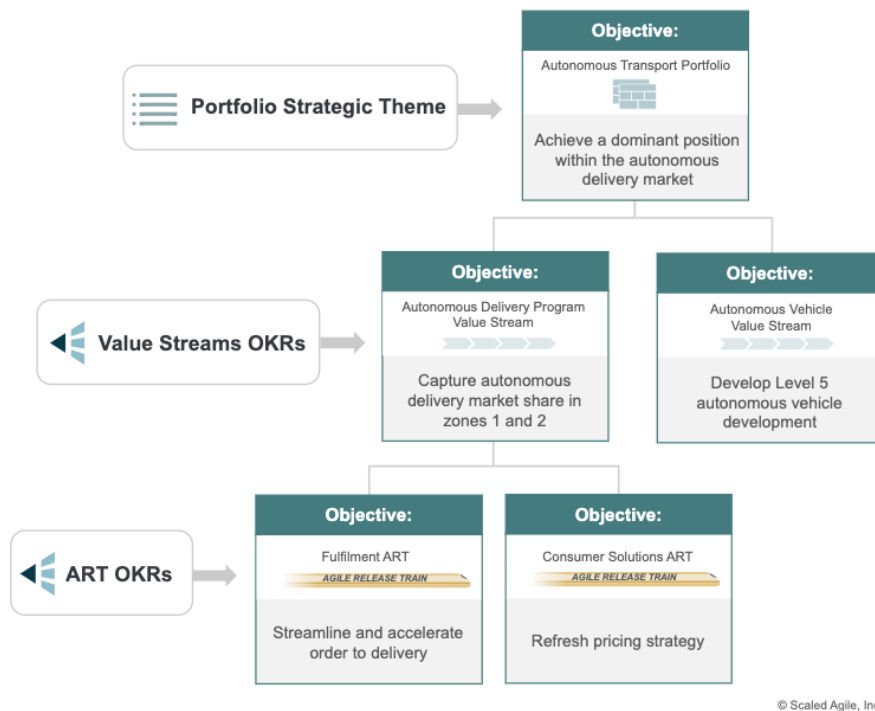 Objective:
Autonomous Transport Portfolio
Achieve a dominant position
within the autonomous
delivery market
Portfolio Strategic Theme
Objective:
Autonomous Delivery Program
Value Stream
Capture autonomous
delivery market share in
zones 1 and 2
Objective:
Autonomous Vehicle
Value Stream
Develop Level 5
autonomous vehicle
development
Value Streams OKRs
Objective:
Fulfilment ART
AGILE RELEASE TRAIN
Streamline and accelerate
order to delivery
Objective:
Consumer Solutions ART
AGILE RELEASE TRAIN
Refresh pricing strategy
ART OKRs
© Scaled Agile, Inc